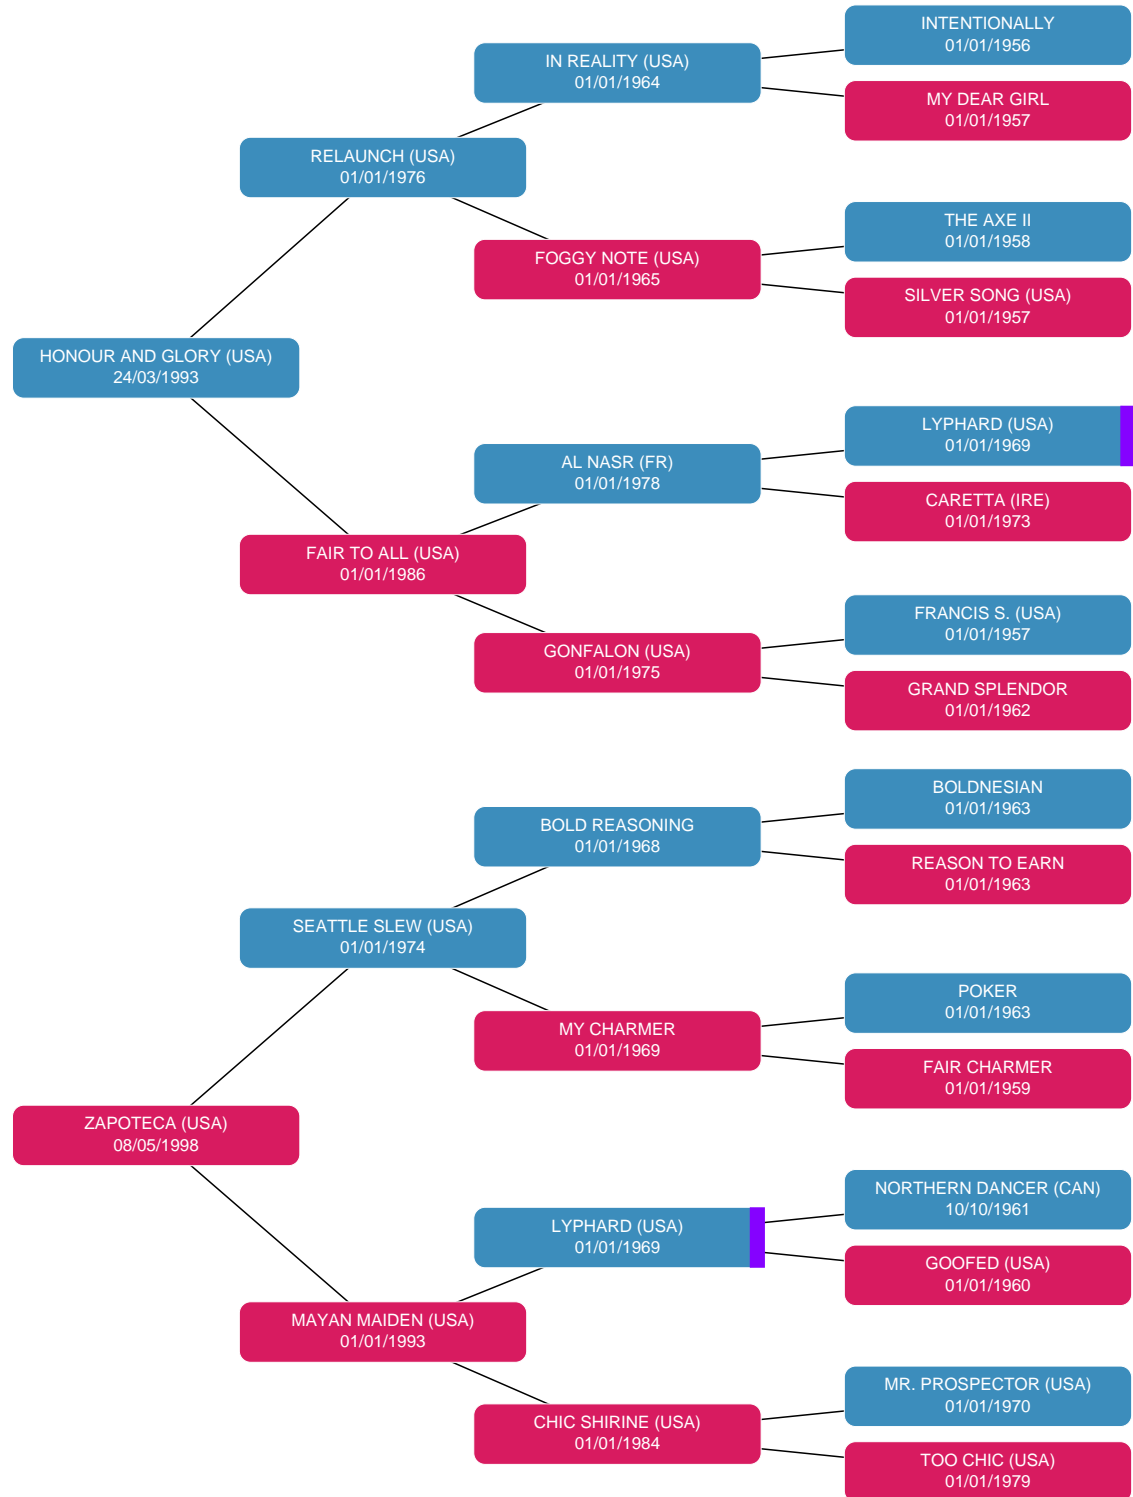 INTENTIONALLY
01/01/1956
IN REALITY (USA)
01/01/1964
MY DEAR GIRL
01/01/1957
RELAUNCH (USA)
01/01/1976
THE AXE II
01/01/1958
FOGGY NOTE (USA)
01/01/1965
SILVER SONG (USA)
01/01/1957
HONOUR AND GLORY (USA)
24/03/1993
LYPHARD (USA)
01/01/1969
AL NASR (FR)
01/01/1978
CARETTA (IRE)
01/01/1973
FAIR TO ALL (USA)
01/01/1986
FRANCIS S. (USA)
01/01/1957
GONFALON (USA)
01/01/1975
GRAND SPLENDOR
01/01/1962
BOLDNESIAN
01/01/1963
BOLD REASONING
01/01/1968
REASON TO EARN
01/01/1963
SEATTLE SLEW (USA)
01/01/1974
POKER
01/01/1963
MY CHARMER
01/01/1969
FAIR CHARMER
01/01/1959
ZAPOTECA (USA)
08/05/1998
NORTHERN DANCER (CAN)
10/10/1961
LYPHARD (USA)
01/01/1969
GOOFED (USA)
01/01/1960
MAYAN MAIDEN (USA)
01/01/1993
MR. PROSPECTOR (USA)
01/01/1970
CHIC SHIRINE (USA)
01/01/1984
TOO CHIC (USA)
01/01/1979